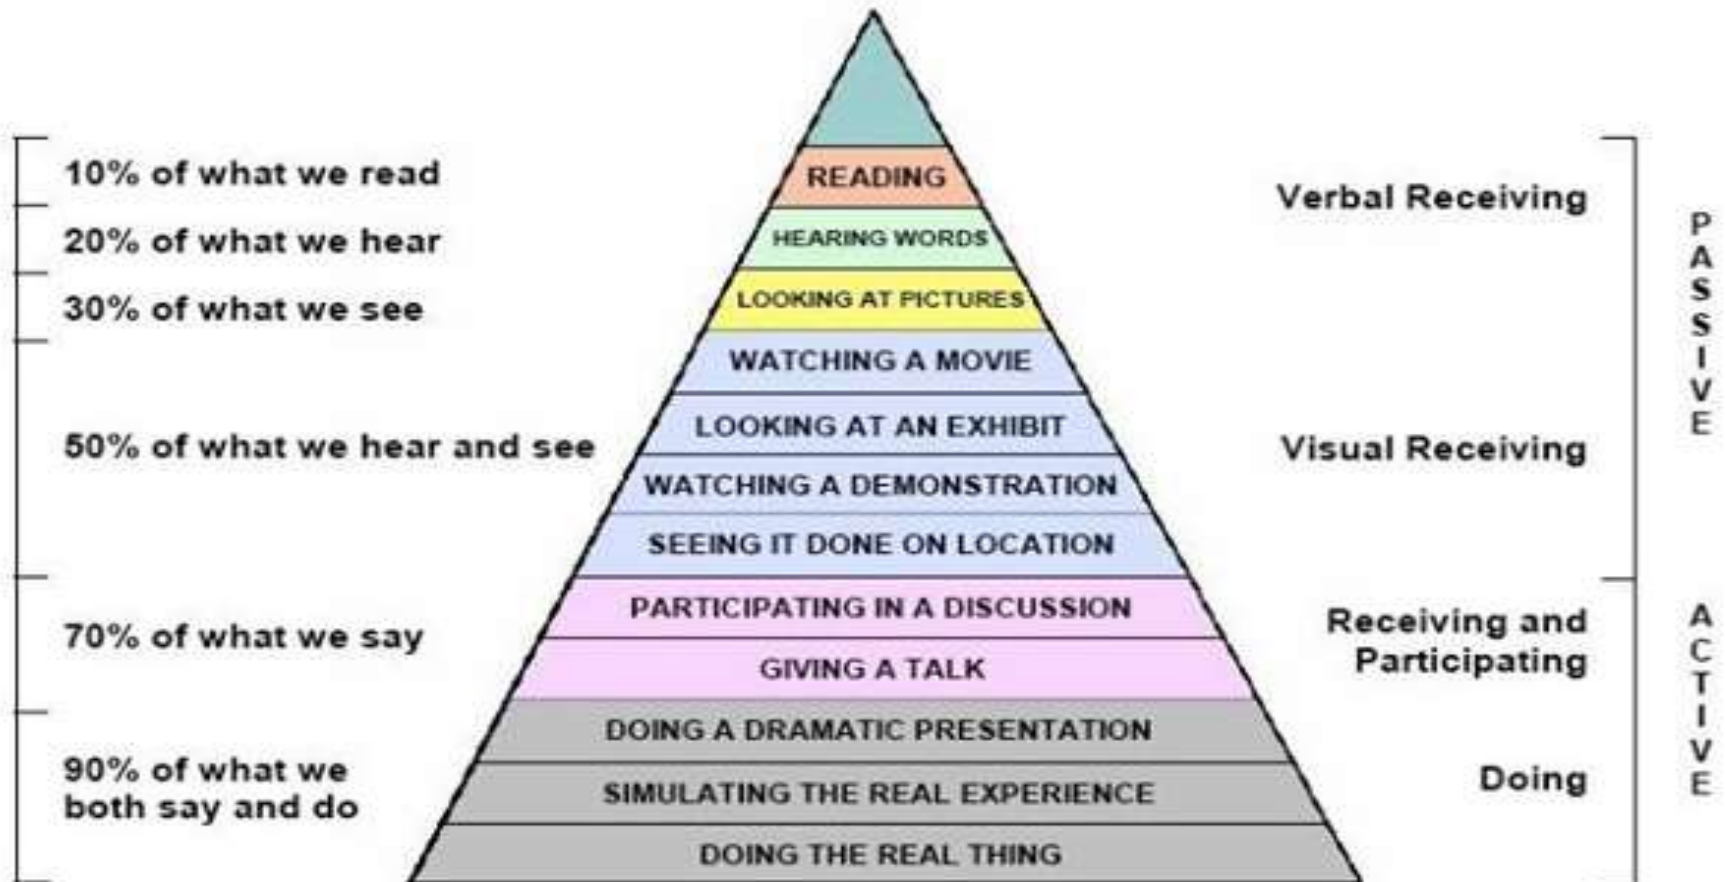 10% of what we read
20% of what we hear
30% of what we see
50% of what we hear and see
70% of what we say
90% of what we
both say and do
READING
HEARING WORDS
LOOKING AT PICTURES
WATCHING A MOVIE
LOOKING AT AN EXHIBIT
WATCHING A DEMONSTRATION
SEEING IT DONE ON LOCATION
PARTICIPATING IN A DISCUSSION
GIVING A TALK
DOING A DRAMATIC PRESENTATION
SIMULATING THE REAL EXPERIENCE
DOING THE REAL THING
Verbal Receiving
Visual Receiving
Receiving and
Participating
Doing
PASSIVE
ACTIVE